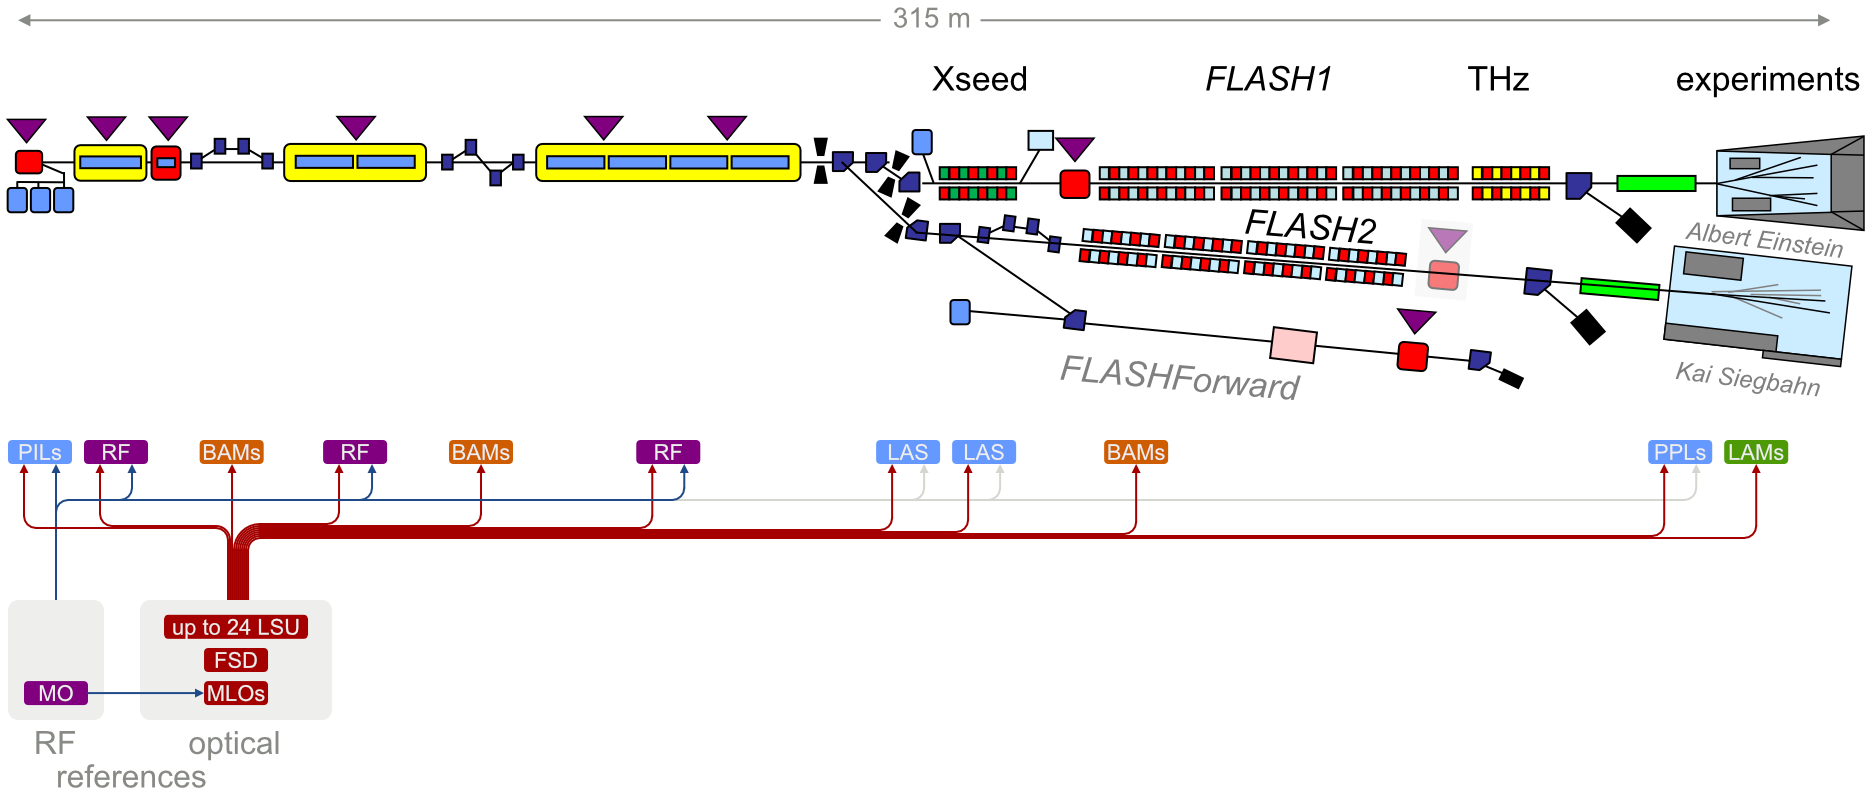 315 m
Xseed FLASH1 THz experiments
Albert Einstein
FLASH2
FLASHForward
Kai Siegbahn
PILs RF BAMs RF BAMs RF LAS LAS BAMs PPLs LAMs
up to 24 LSU
FSD
MO MLOs
RF optical
references